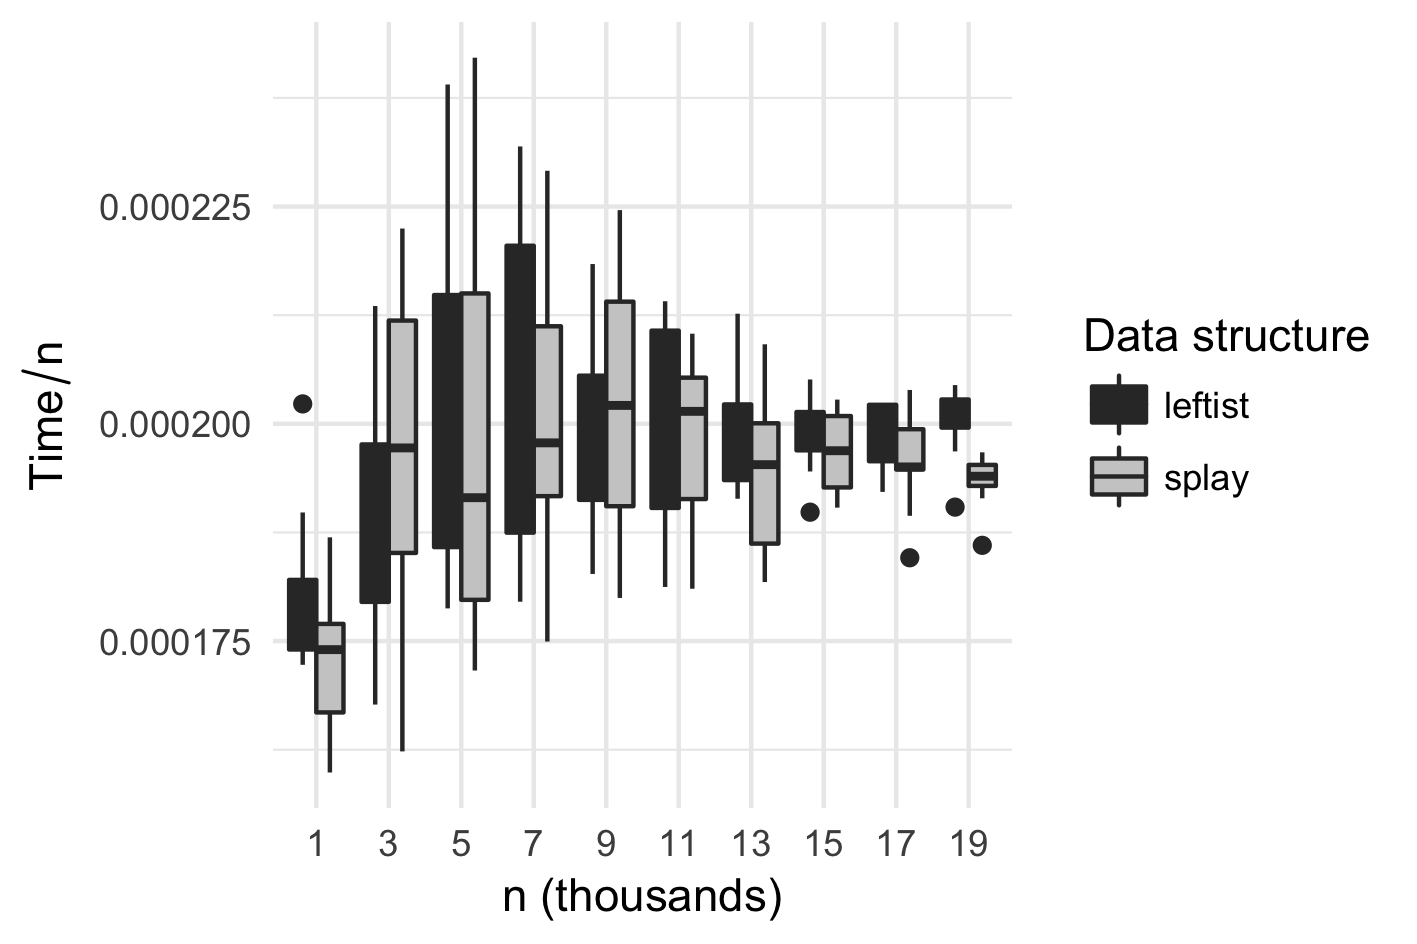 Time/n
0.000225
0.000200
0.000175
1 3 5 7 9 11 13 15 17 19
n (thousands)
Data structure
leftist
splay